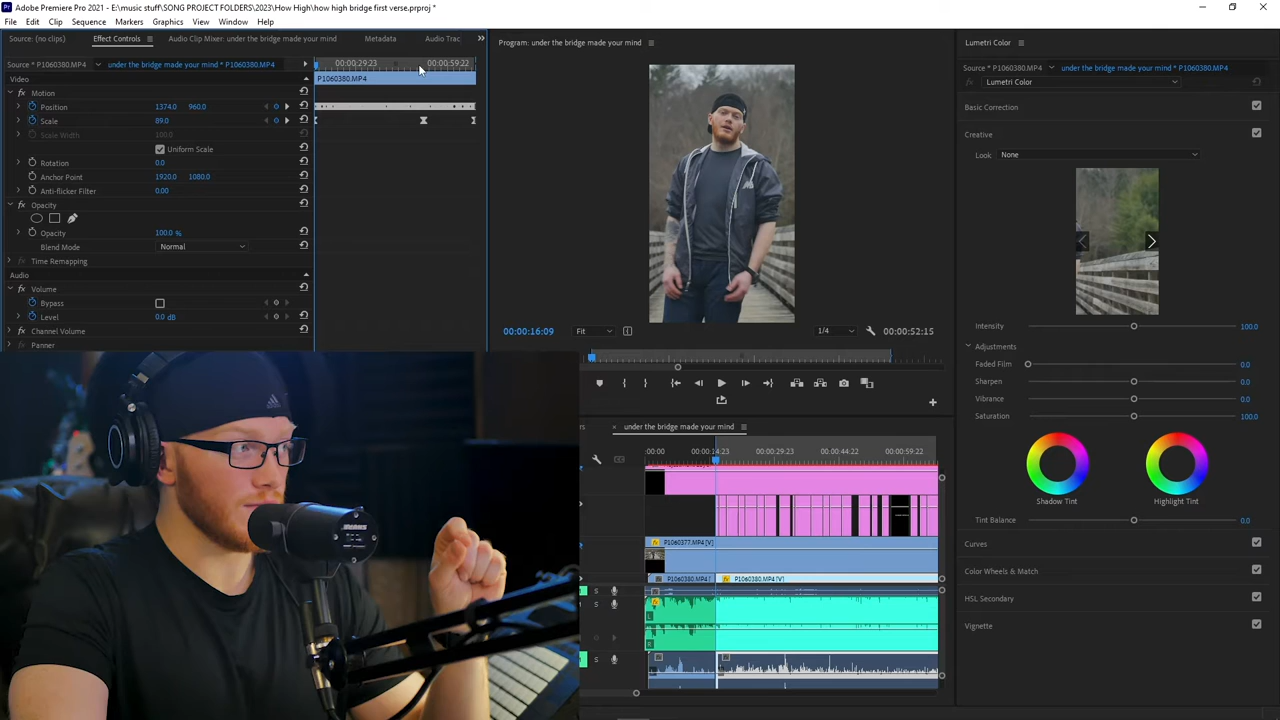 Adobe Premiere Pro 2021 - E:\music stuff\SONG PROJECT FOLDERS\2023\How High\how high bridge first verse.prproj *
File Edit Clip Sequence Markers Graphics View Window Help
Source: (no clips) Effect Controls Audio Clip Mixer: under the bridge made your mind Metadata Audio Trac
Program: under the bridge made your mind
Lumetri Color
Source * P1060380.MP4 under the bridge made your mind * P1060380.MP4
00:00:29:23 00:00:59:22
Source * P1060380.MP4 under the bridge made your mind * P1060380.MP4
Video
P1060380.MP4
Lumetri Color
Motion
Position 1374.0 960.0
Scale 89.0
Scale Width 100.0
Uniform Scale
Rotation 0.0
Anchor Point 1920.0 1080.0
Anti-flicker Filter 0.00
Opacity
Opacity 100.0 %
Blend Mode Normal
Time Remapping
Audio
Volume
Bypass
Level 0.0 dB
Channel Volume
Panner
Basic Correction
Creative
Look None
Intensity 100.0
Adjustments
Faded Film 0.0
Sharpen 0.0
Vibrance 0.0
Saturation 100.0
Shadow Tint Highlight Tint
Tint Balance 0.0
Curves
Color Wheels & Match
HSL Secondary
Vignette
00:00:16:09 Fit 1/4 00:00:52:15
under the bridge made your mind
:00:00 00:00:14:23 00:00:29:23 00:00:44:22 00:00:59:22
P1060377.MP4 [V]
P1060380.MP4 [ P1060380.MP4 [V]
S
S
L
R
S